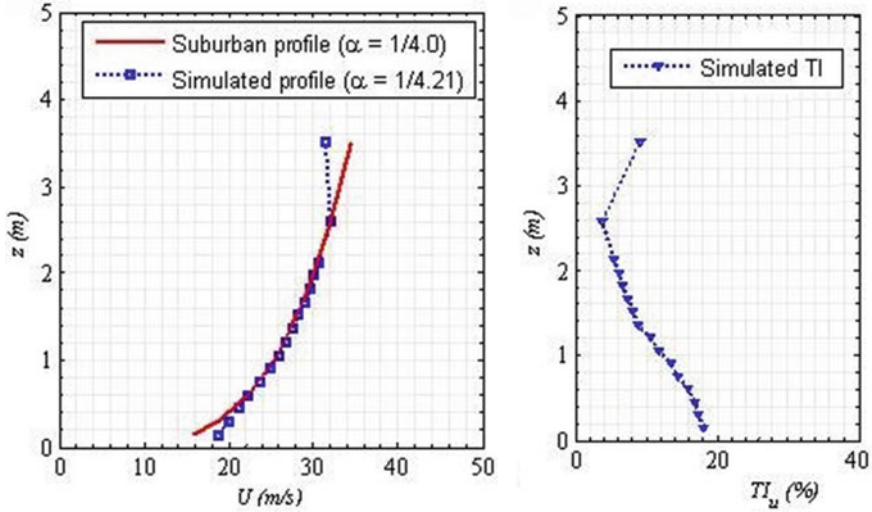 5
4
3
2
1
0
z (m)
Suburban profile (α = 1/4.0)
Simulated profile (α = 1/4.21)
0 10 20 30 40 50
U (m/s)
5
4
3
2
1
0
z (m)
Simulated TI
0 20 40
TI_u (%)